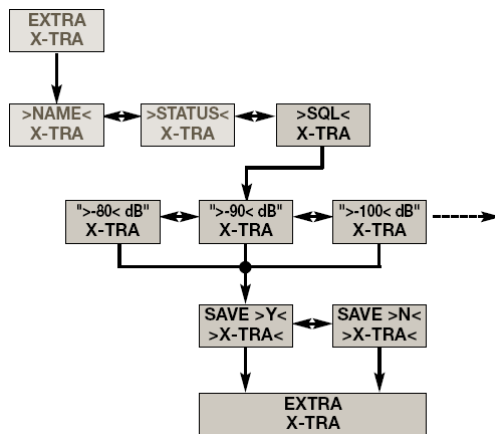 EXTRA
X-TRA
>NAME<
X-TRA
>STATUS<
X-TRA
>SQL<
X-TRA
">-80< dB"
X-TRA
">-90< dB"
X-TRA
">-100< dB"
X-TRA
SAVE >Y<
>X-TRA<
SAVE >N<
>X-TRA<
EXTRA
X-TRA